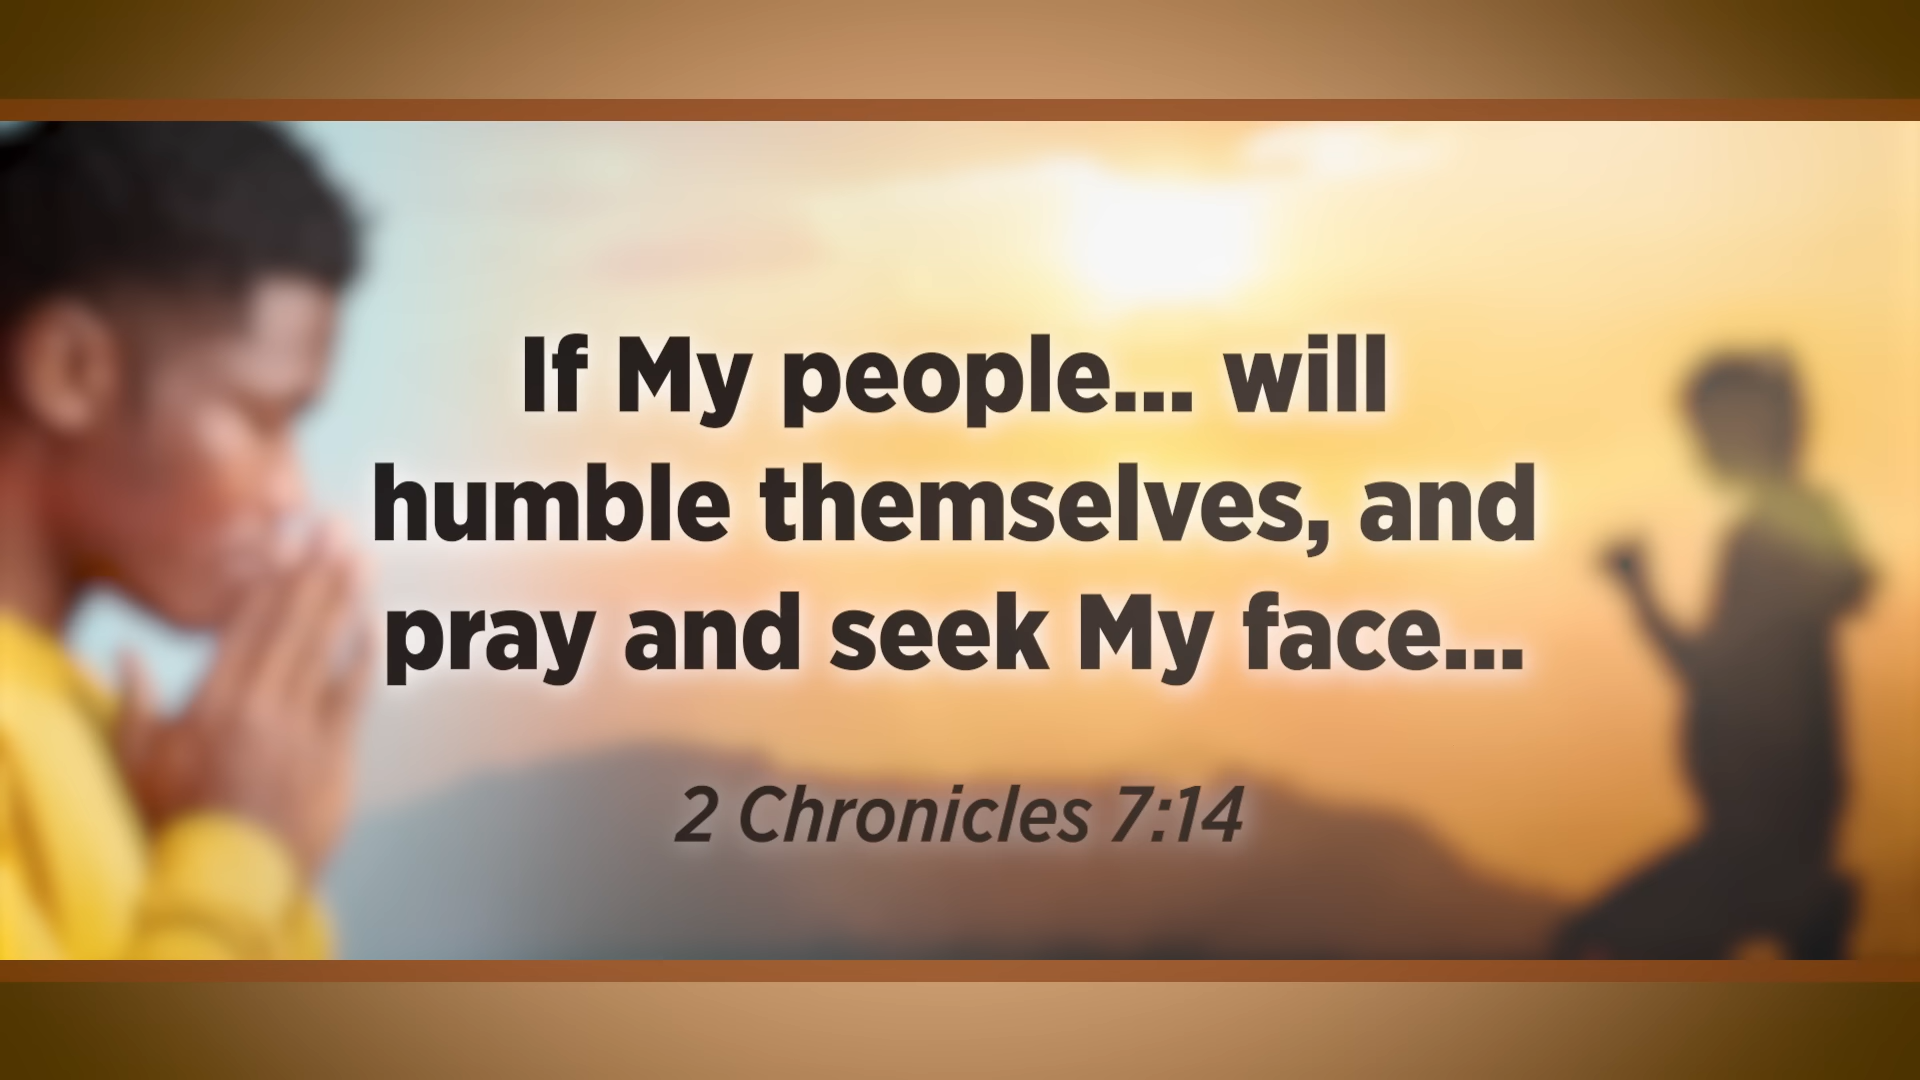 If My people... will
humble themselves, and
pray and seek My face...
2 Chronicles 7:14